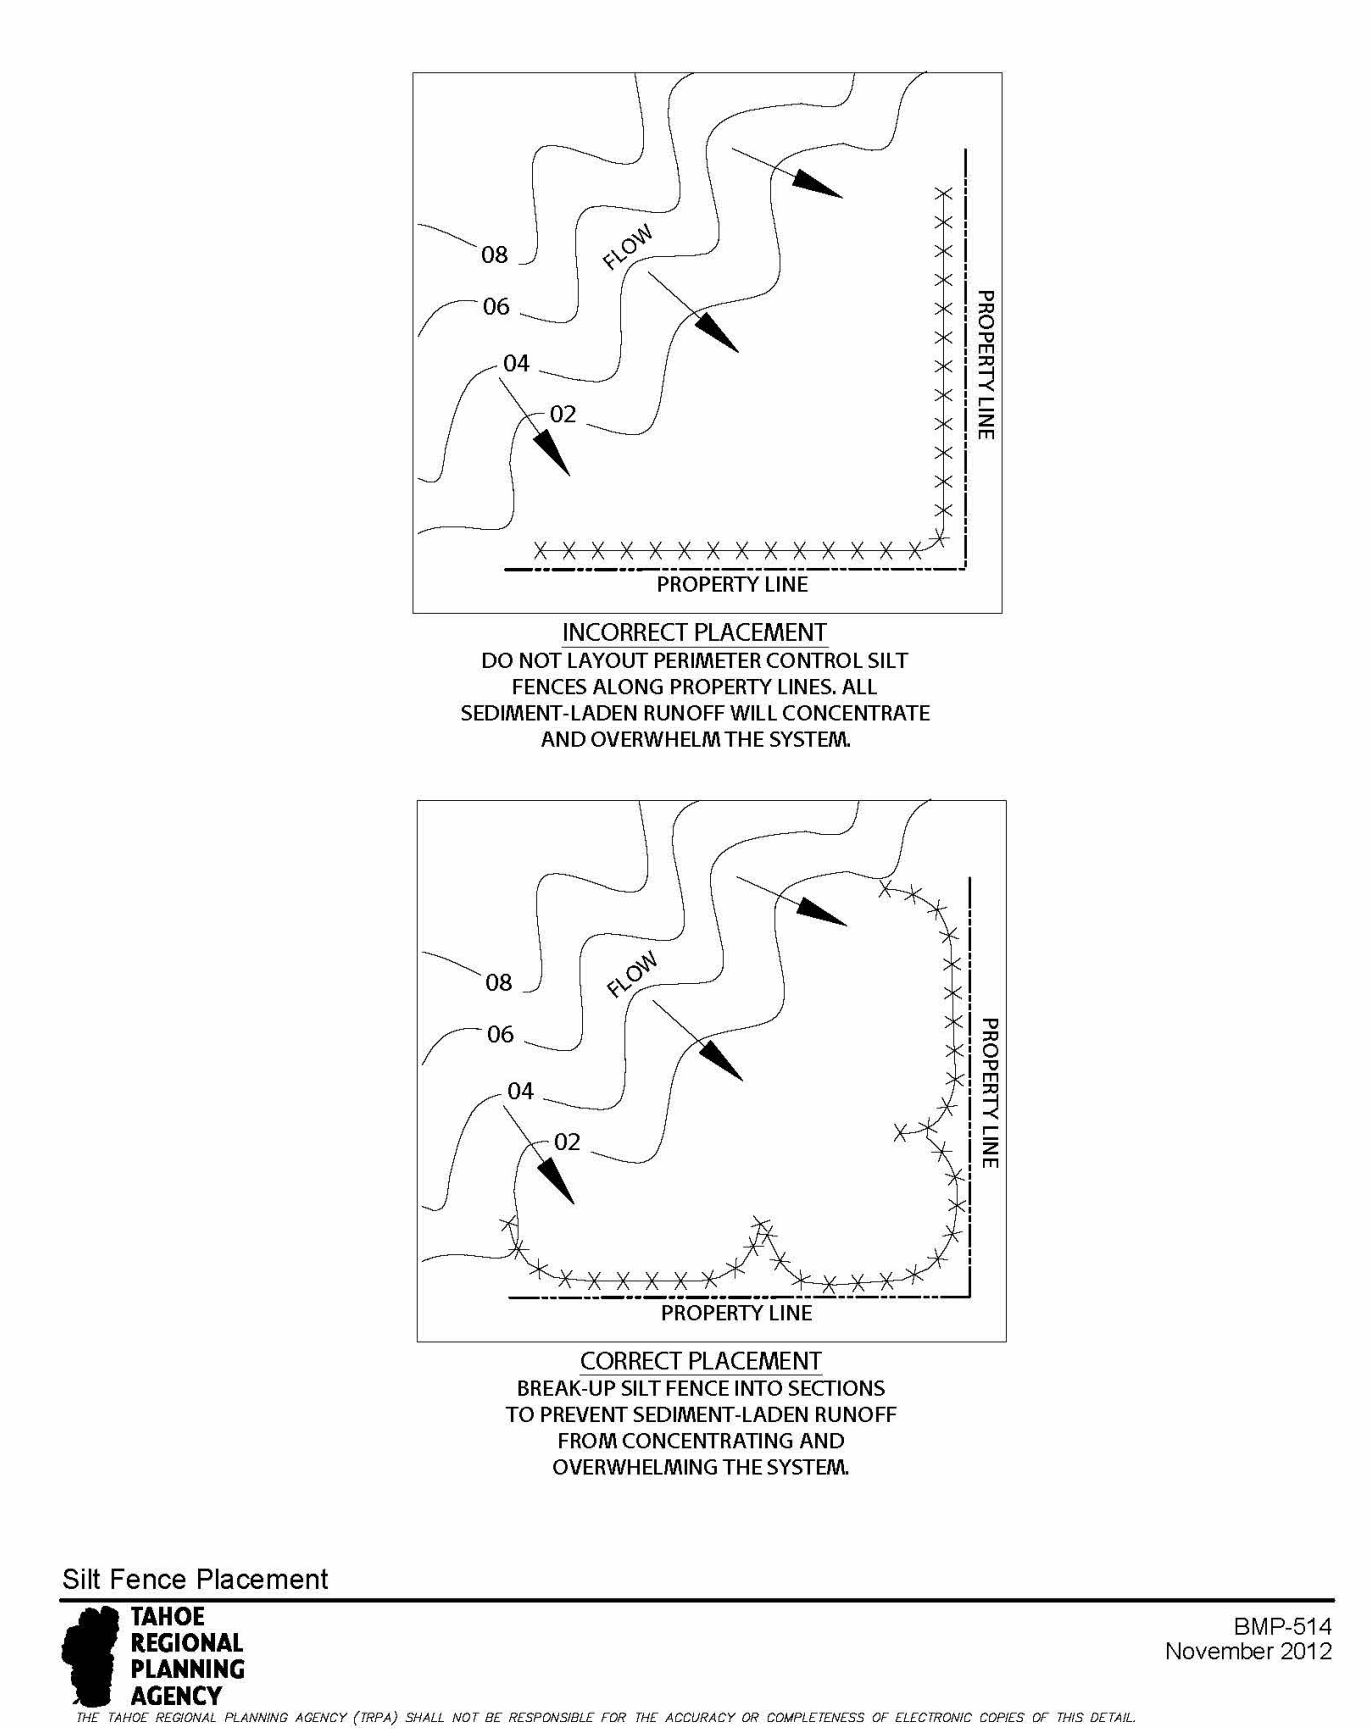 08
06
04
02
FLOW
PROPERTY LINE
PROPERTY LINE
INCORRECT PLACEMENT
DO NOT LAYOUT PERIMETER CONTROL SILT
FENCES ALONG PROPERTY LINES. ALL
SEDIMENT-LADEN RUNOFF WILL CONCENTRATE
AND OVERWHELM THE SYSTEM.
08
06
04
02
FLOW
PROPERTY LINE
PROPERTY LINE
CORRECT PLACEMENT
BREAK-UP SILT FENCE INTO SECTIONS
TO PREVENT SEDIMENT-LADEN RUNOFF
FROM CONCENTRATING AND
OVERWHELMING THE SYSTEM.
Silt Fence Placement
TAHOE
REGIONAL
PLANNING
AGENCY
BMP-514
November 2012
THE TAHOE REGIONAL PLANNING AGENCY (TRPA) SHALL NOT BE RESPONSIBLE FOR THE ACCURACY OR COMPLETENESS OF ELECTRONIC COPIES OF THIS DETAIL.